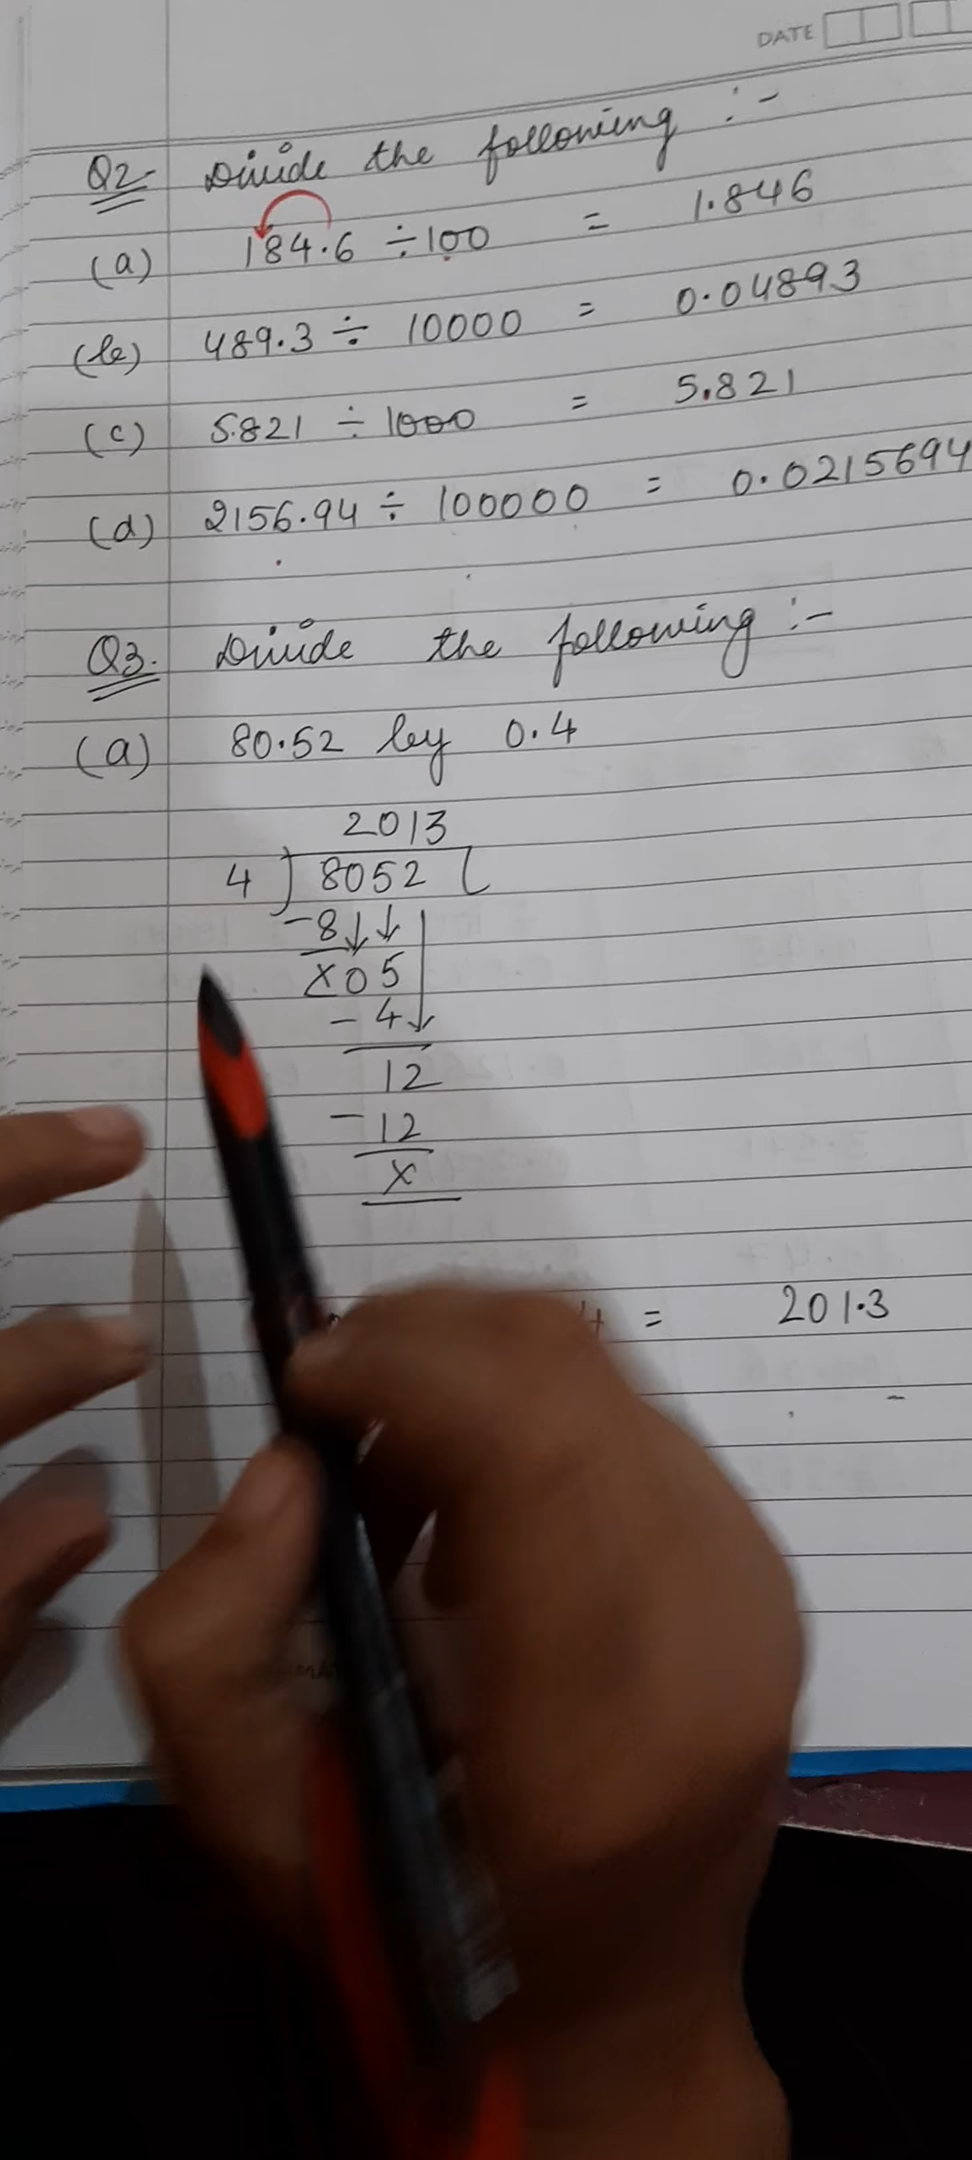 DATE
Q2. Divide the following :-
(a) 184.6 ÷ 100 = 1.846
(b) 489.3 ÷ 10000 = 0.04893
(c) 5.821 ÷ 1000 = 5.821
(d) 2156.94 ÷ 100000 = 0.0215694
Q3. Divide the following :-
(a) 80.52 by 0.4
2013
4 ) 8052 (
-8↓↓
x05
-4↓
12
-12
x
= 201.3